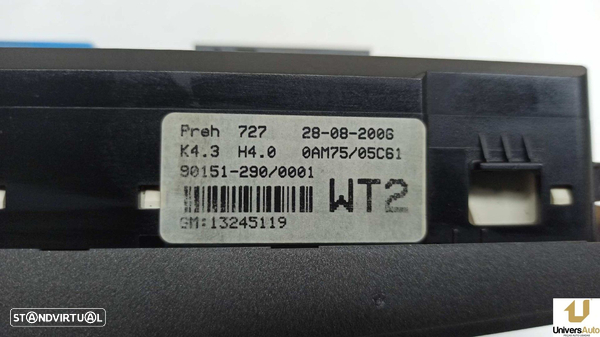 Preh 727 28-08-2006
K4.3 H4.0 0AM75/05C61
90151-290/0001
WT2
GM:13245119
STANDVIRTUAL
UniversAuto